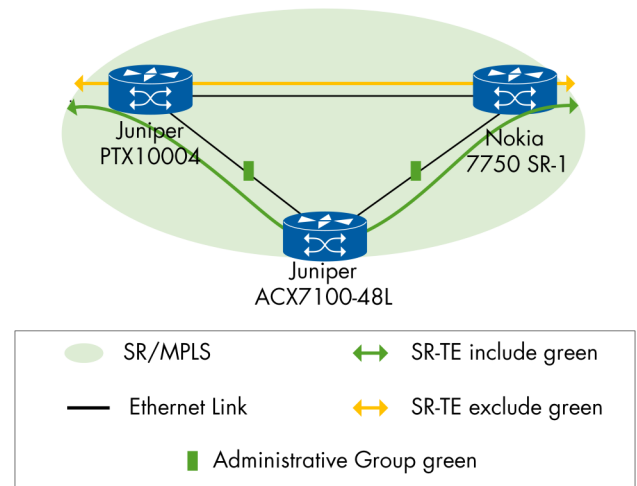 Juniper
PTX10004
Nokia
7750 SR-1
Juniper
ACX7100-48L
SR/MPLS
SR-TE include green
Ethernet Link
SR-TE exclude green
Administrative Group green